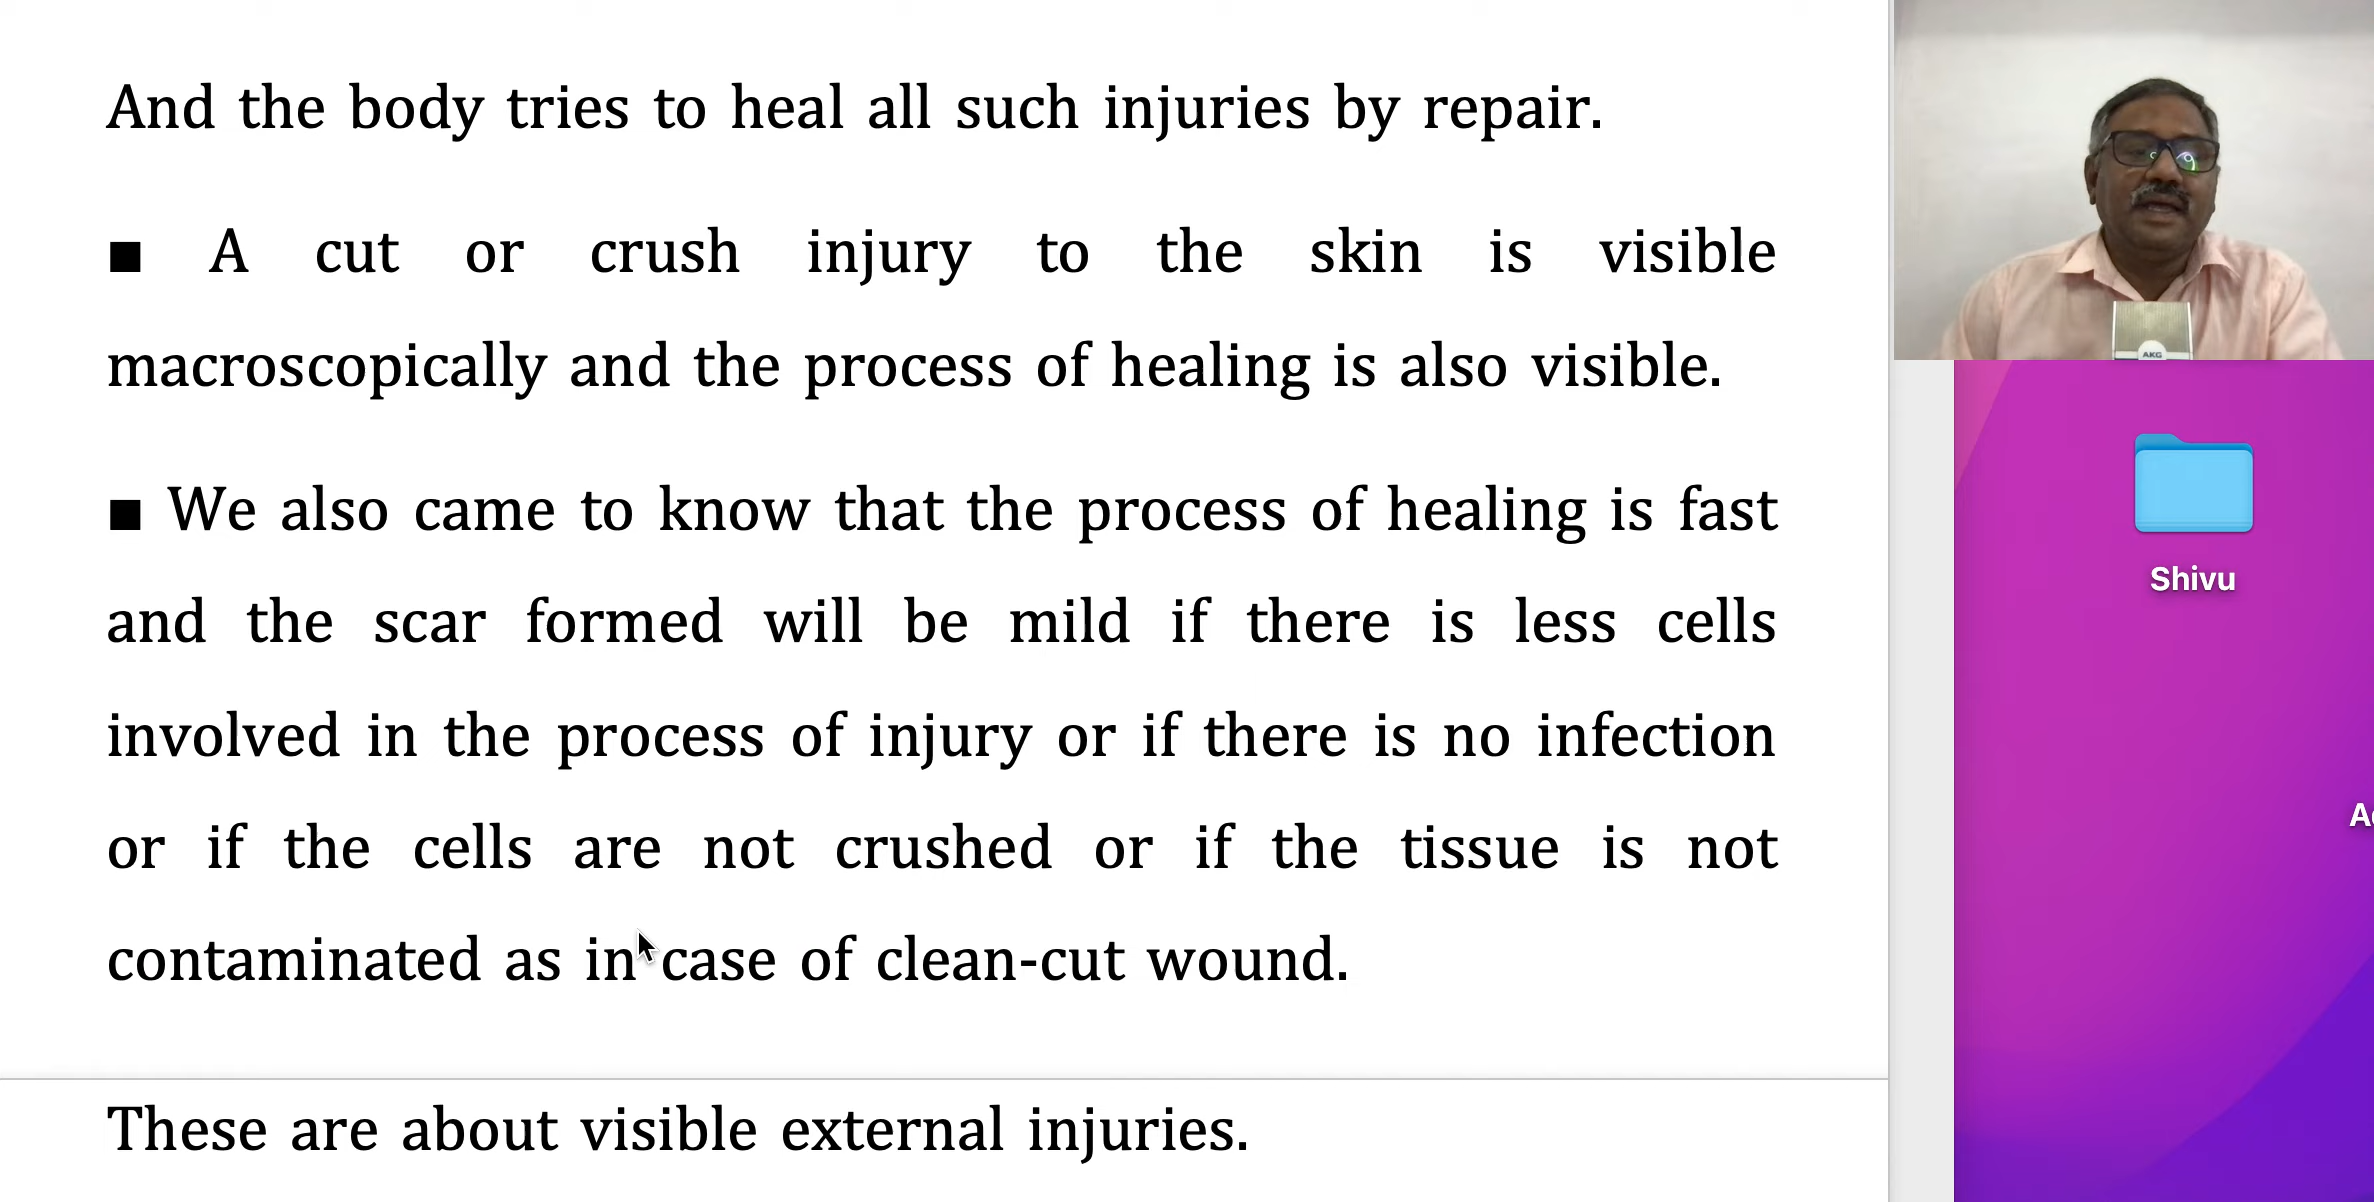 And the body tries to heal all such injuries by repair.
■ A cut or crush injury to the skin is visible
macroscopically and the process of healing is also visible.
■ We also came to know that the process of healing is fast
and the scar formed will be mild if there is less cells
involved in the process of injury or if there is no infection
or if the cells are not crushed or if the tissue is not
contaminated as in case of clean-cut wound.
These are about visible external injuries.
AKG
Shivu